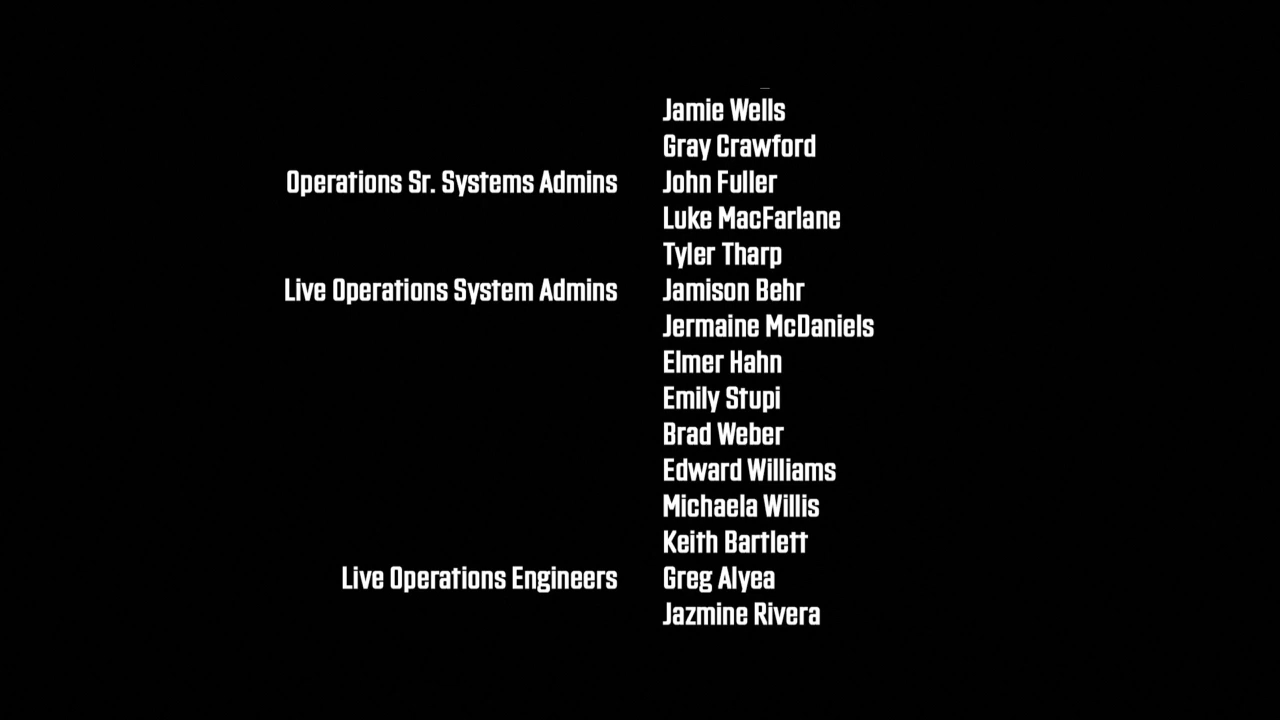 Jamie Wells
Gray Crawford
Operations Sr. Systems Admins John Fuller
Luke MacFarlane
Tyler Tharp
Live Operations System Admins Jamison Behr
Jermaine McDaniels
Elmer Hahn
Emily Stupi
Brad Weber
Edward Williams
Michaela Willis
Keith Bartlett
Live Operations Engineers Greg Alyea
Jazmine Rivera